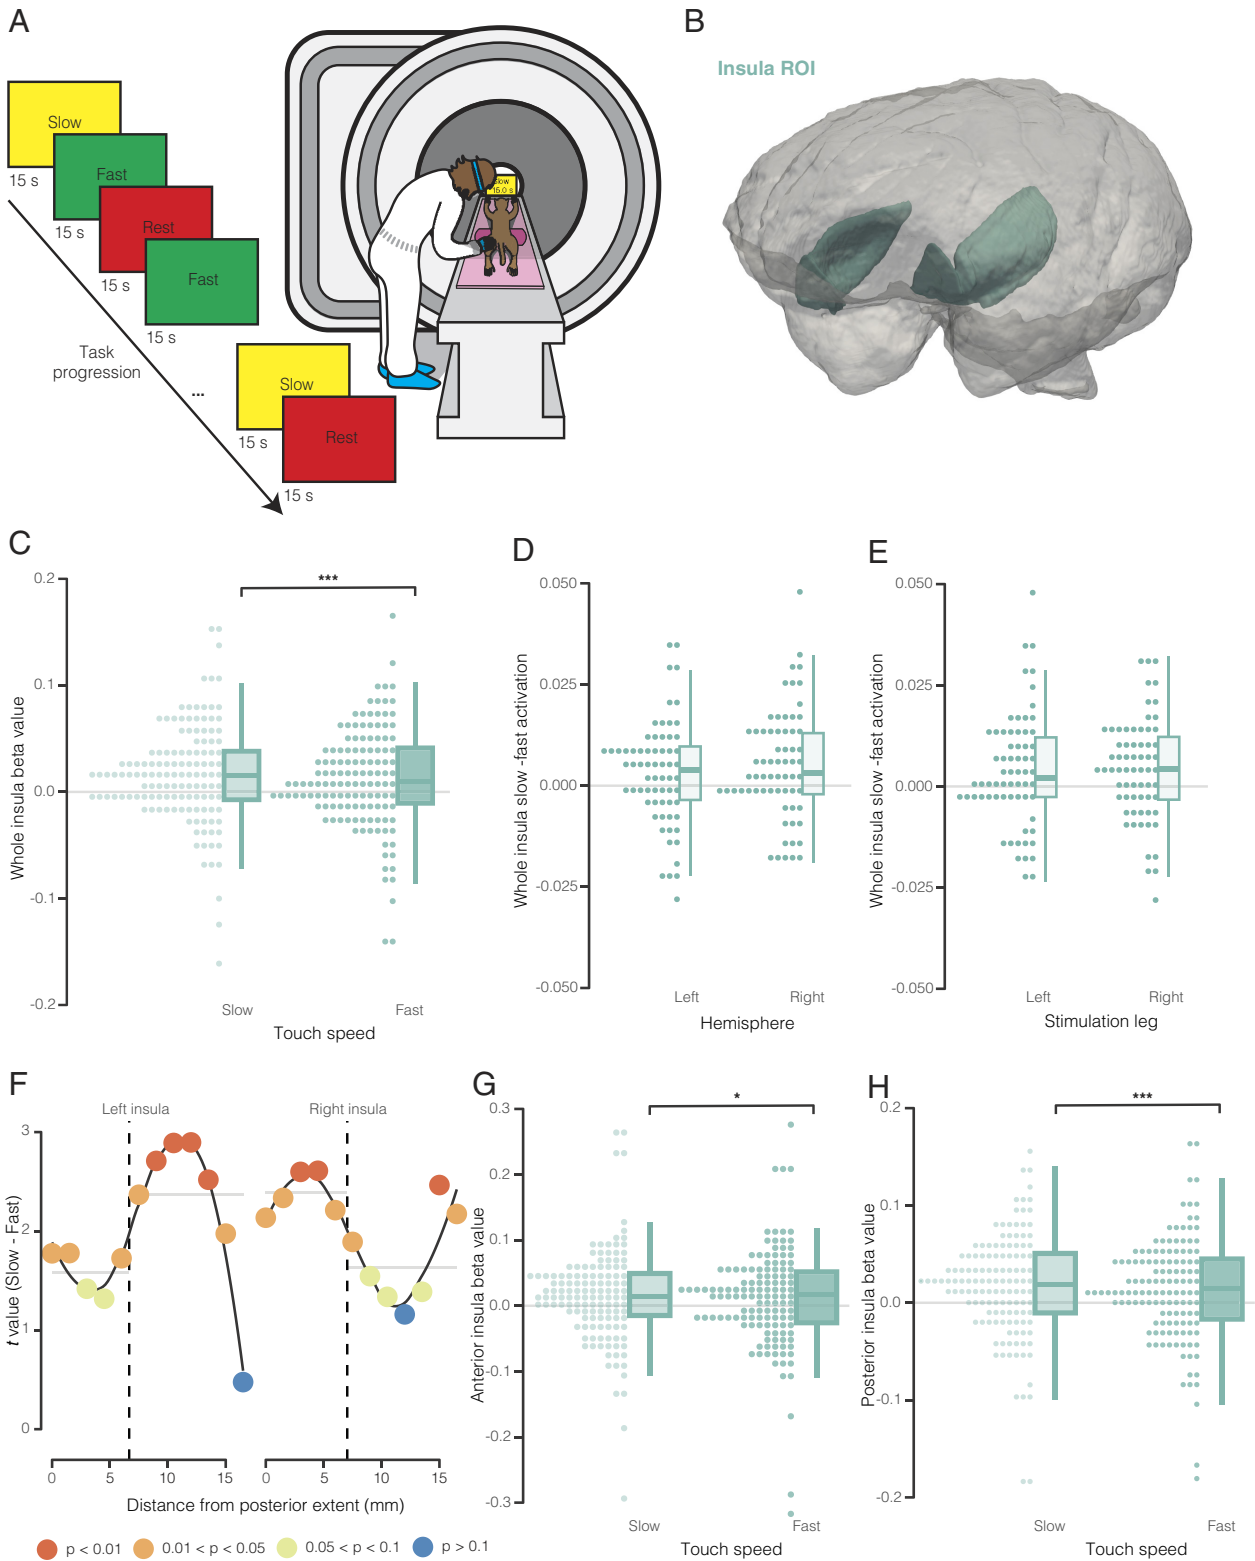 A
Slow
15 s
Fast
15 s
Rest
15 s
Fast
15 s
Task
progression
...
Slow
15 s
Rest
15 s
Slow
15.0 s
B
Insula ROI
C
Whole insula beta value
0.2
0.1
0.0
-0.1
-0.2
***
Slow
Fast
Touch speed
D
Whole insula slow -fast activation
0.050
0.025
0.000
-0.025
-0.050
Left
Right
Hemisphere
E
Whole insula slow -fast activation
0.050
0.025
0.000
-0.025
-0.050
Left
Right
Stimulation leg
F
Left insula
Right insula
t value (Slow - Fast)
3
2
1
0
0
5
10
15
0
5
10
15
Distance from posterior extent (mm)
p < 0.01
0.01 < p < 0.05
0.05 < p < 0.1
p > 0.1
G
Anterior insula beta value
0.3
0.2
0.1
0.0
-0.1
-0.2
-0.3
*
Slow
Fast
Touch speed
H
Posterior insula beta value
0.2
0.1
0.0
-0.1
-0.2
***
Slow
Fast
Touch speed